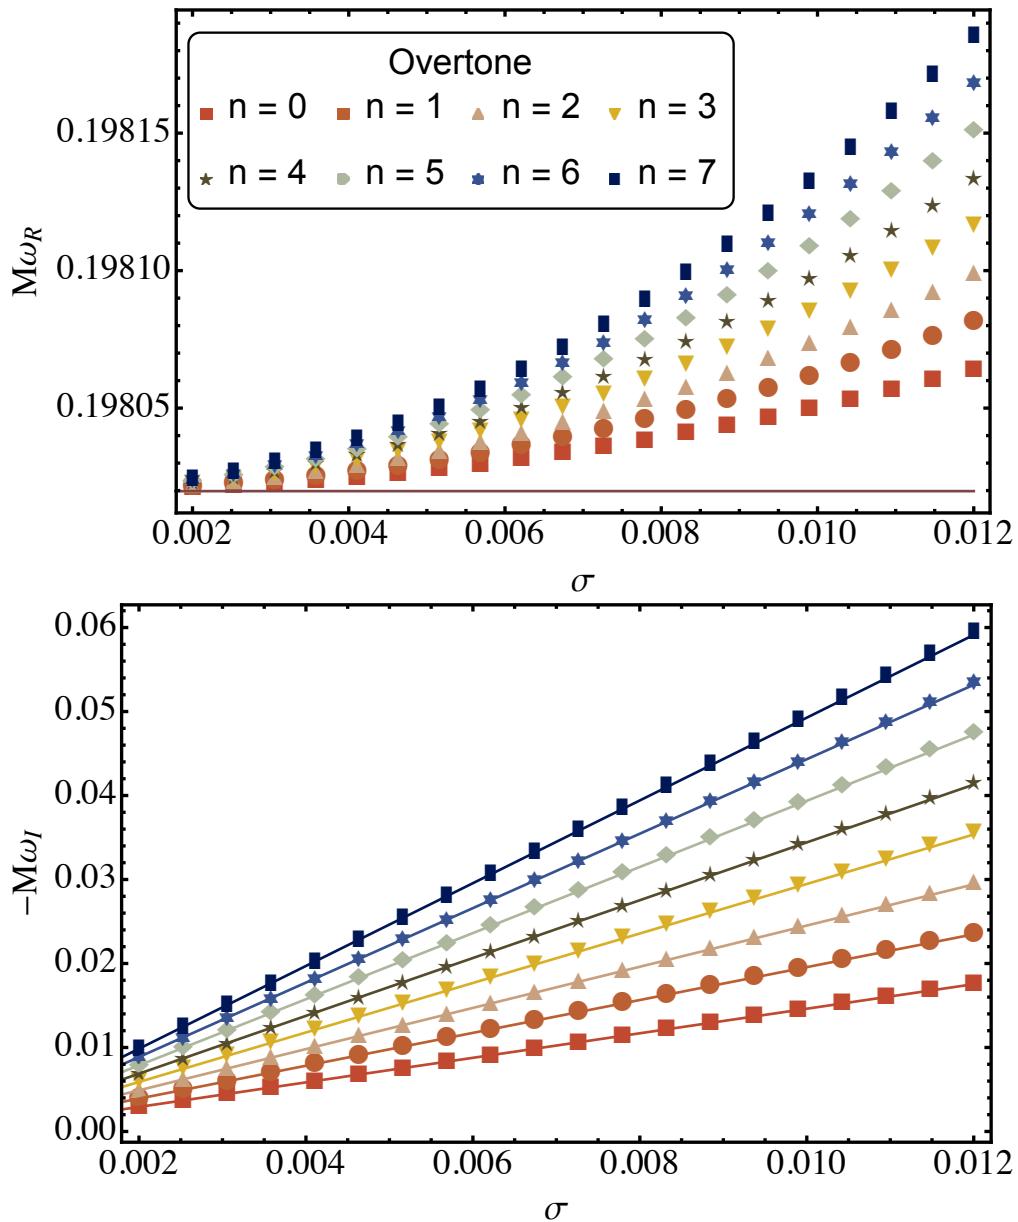 Overtone
n = 0 n = 1 n = 2 n = 3
n = 4 n = 5 n = 6 n = 7
0.19815
0.19810
0.19805
Mω_R
0.002 0.004 0.006 0.008 0.010 0.012
σ
0.06
0.05
0.04
0.03
0.02
0.01
0.00
−Mω_I
0.002 0.004 0.006 0.008 0.010 0.012
σ